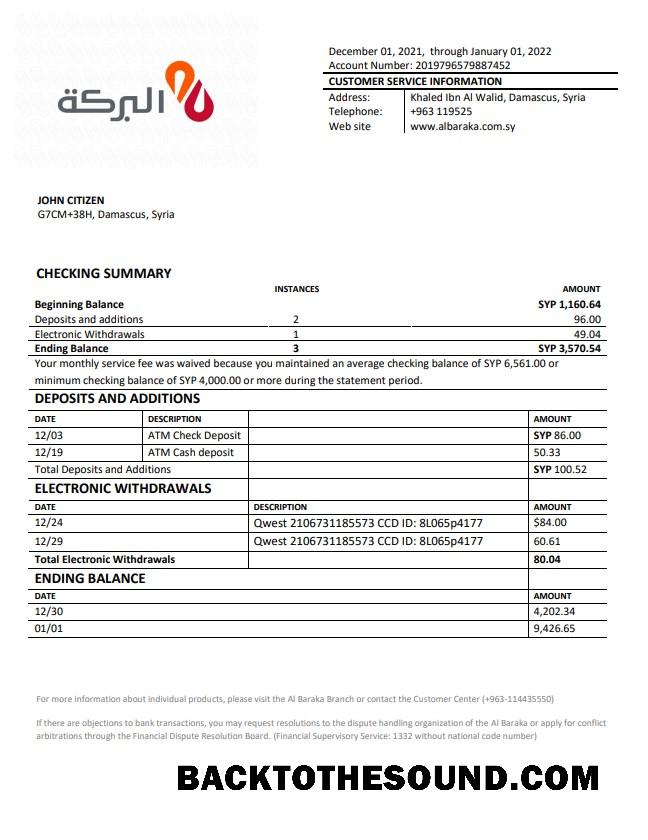 البركة
December 01, 2021, through January 01, 2022
Account Number: 2019796579887452
CUSTOMER SERVICE INFORMATION
Address: Khaled Ibn Al Walid, Damascus, Syria
Telephone: +963 119525
Web site www.albaraka.com.sy
JOHN CITIZEN
G7CM+38H, Damascus, Syria
CHECKING SUMMARY
INSTANCES AMOUNT
Beginning Balance SYP 1,160.64
Deposits and additions 2 96.00
Electronic Withdrawals 1 49.04
Ending Balance 3 SYP 3,570.54
Your monthly service fee was waived because you maintained an average checking balance of SYP 6,561.00 or
minimum checking balance of SYP 4,000.00 or more during the statement period.
DEPOSITS AND ADDITIONS
DATE DESCRIPTION AMOUNT
12/03 ATM Check Deposit SYP 86.00
12/19 ATM Cash deposit 50.33
Total Deposits and Additions SYP 100.52
ELECTRONIC WITHDRAWALS
DATE DESCRIPTION AMOUNT
12/24 Qwest 2106731185573 CCD ID: 8L065p4177 $84.00
12/29 Qwest 2106731185573 CCD ID: 8L065p4177 60.61
Total Electronic Withdrawals 80.04
ENDING BALANCE
DATE AMOUNT
12/30 4,202.34
01/01 9,426.65
For more information about individual products, please visit the Al Baraka Branch or contact the Customer Center (+963-114435550)
If there are objections to bank transactions, you may request resolutions to the dispute handling organization of the Al Baraka or apply for conflict
arbitrations through the Financial Dispute Resolution Board. (Financial Supervisory Service: 1332 without national code number)
BACKTOTHESOUND.COM